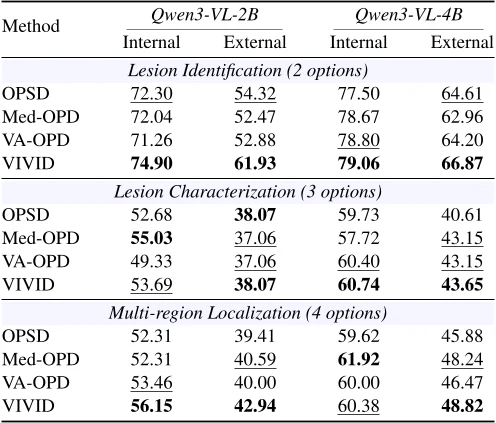 Method Qwen3-VL-2B Qwen3-VL-4B
Internal External Internal External
Lesion Identification (2 options)
OPSD 72.30 54.32 77.50 64.61
Med-OPD 72.04 52.47 78.67 62.96
VA-OPD 71.26 52.88 78.80 64.20
VIVID 74.90 61.93 79.06 66.87
Lesion Characterization (3 options)
OPSD 52.68 38.07 59.73 40.61
Med-OPD 55.03 37.06 57.72 43.15
VA-OPD 49.33 37.06 60.40 43.15
VIVID 53.69 38.07 60.74 43.65
Multi-region Localization (4 options)
OPSD 52.31 39.41 59.62 45.88
Med-OPD 52.31 40.59 61.92 48.24
VA-OPD 53.46 40.00 60.00 46.47
VIVID 56.15 42.94 60.38 48.82